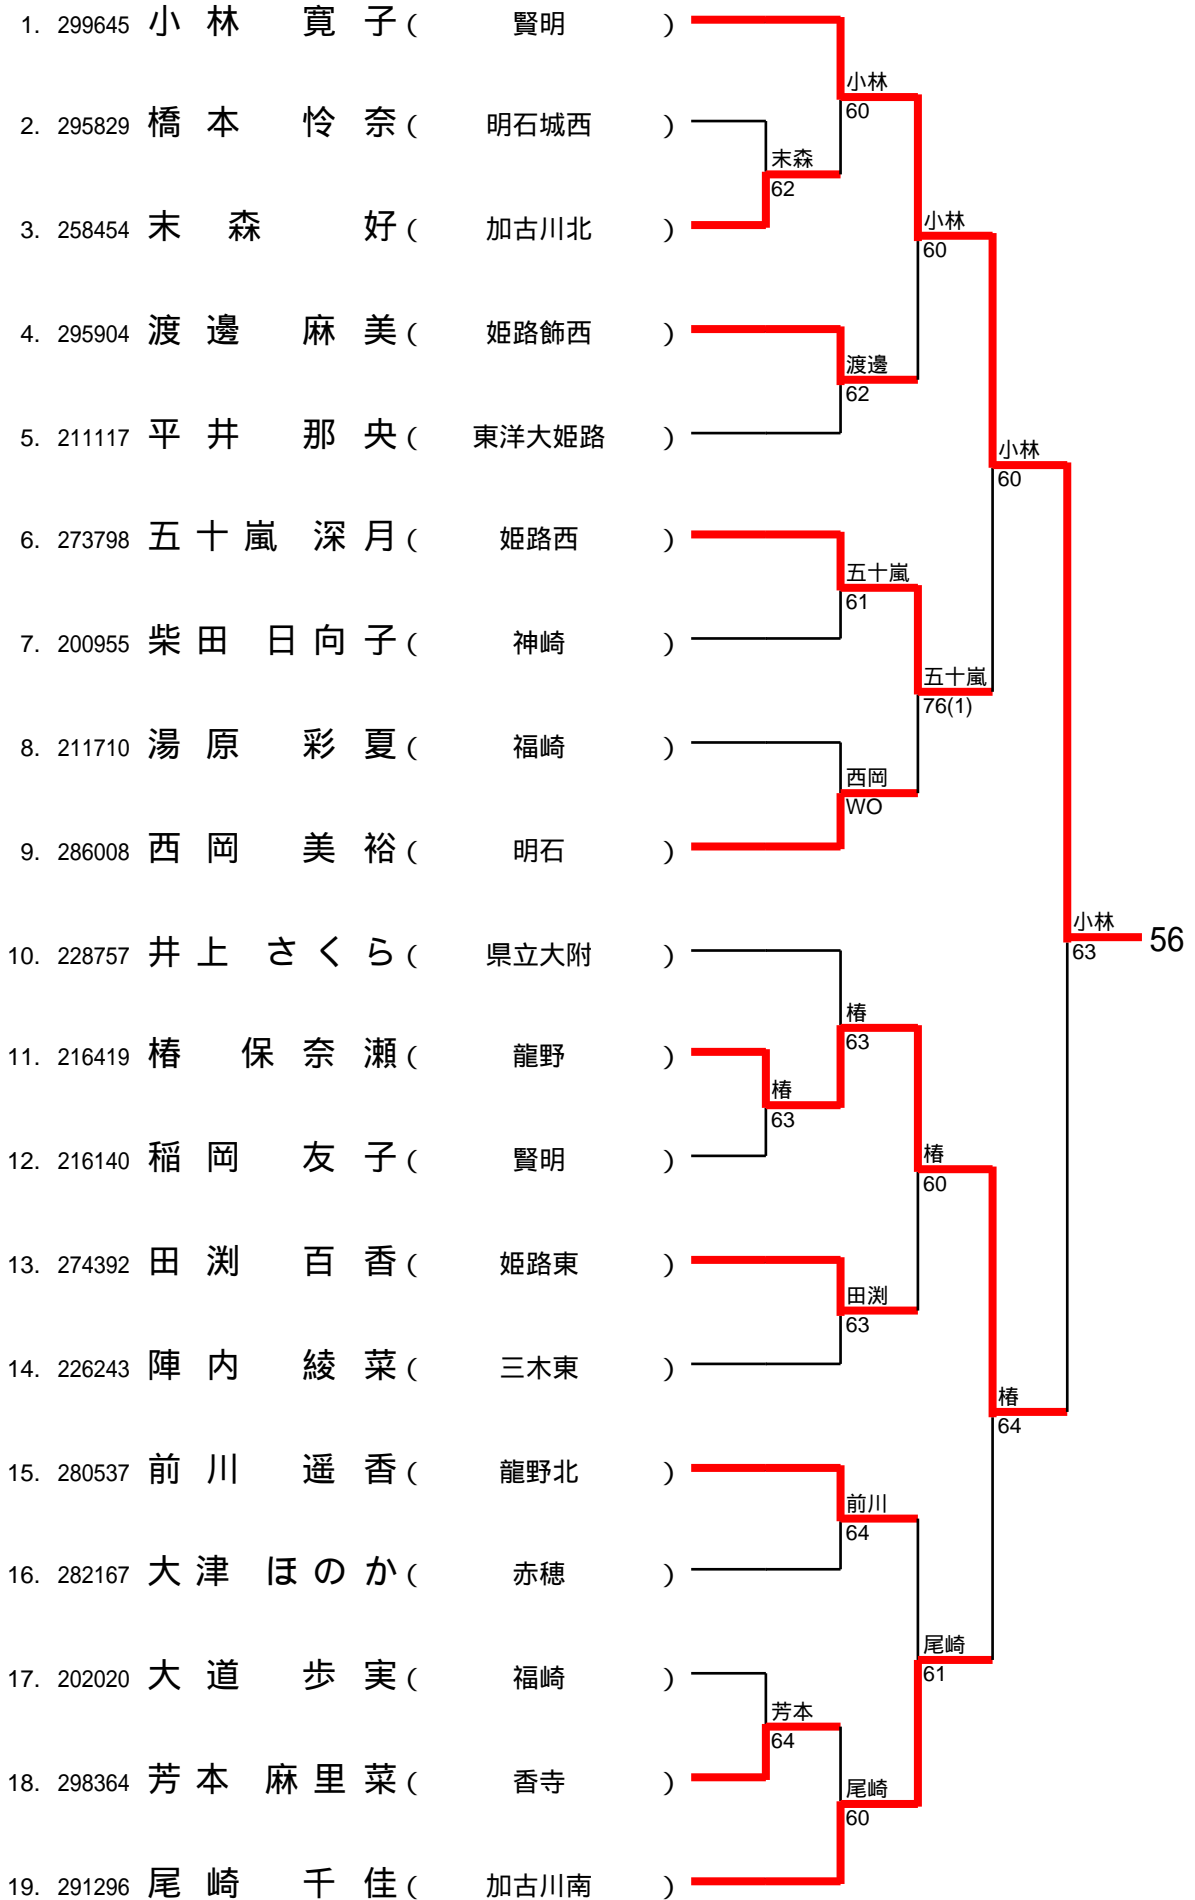 1. 299645 小林 寛子 ( 賢明 )
小林
60
2. 295829 橋本 怜奈 ( 明石城西 )
末森
62
3. 258454 末森 好 ( 加古川北 )
小林
60
4. 295904 渡邊 麻美 ( 姫路飾西 )
渡邊
62
5. 211117 平井 那央 ( 東洋大姫路 )
小林
60
6. 273798 五十嵐 深月 ( 姫路西 )
五十嵐
61
7. 200955 柴田 日向子 ( 神崎 )
五十嵐
76(1)
8. 211710 湯原 彩夏 ( 福崎 )
西岡
WO
9. 286008 西岡 美裕 ( 明石 )
小林
63
56
10. 228757 井上 さくら ( 県立大附 )
椿
63
11. 216419 椿 保奈瀬 ( 龍野 )
椿
63
12. 216140 稲岡 友子 ( 賢明 )
椿
60
13. 274392 田渕 百香 ( 姫路東 )
田渕
63
14. 226243 陣内 綾菜 ( 三木東 )
椿
64
15. 280537 前川 遥香 ( 龍野北 )
前川
64
16. 282167 大津 ほのか ( 赤穂 )
尾崎
61
17. 202020 大道 歩実 ( 福崎 )
芳本
64
18. 298364 芳本 麻里菜 ( 香寺 )
尾崎
60
19. 291296 尾崎 千佳 ( 加古川南 )